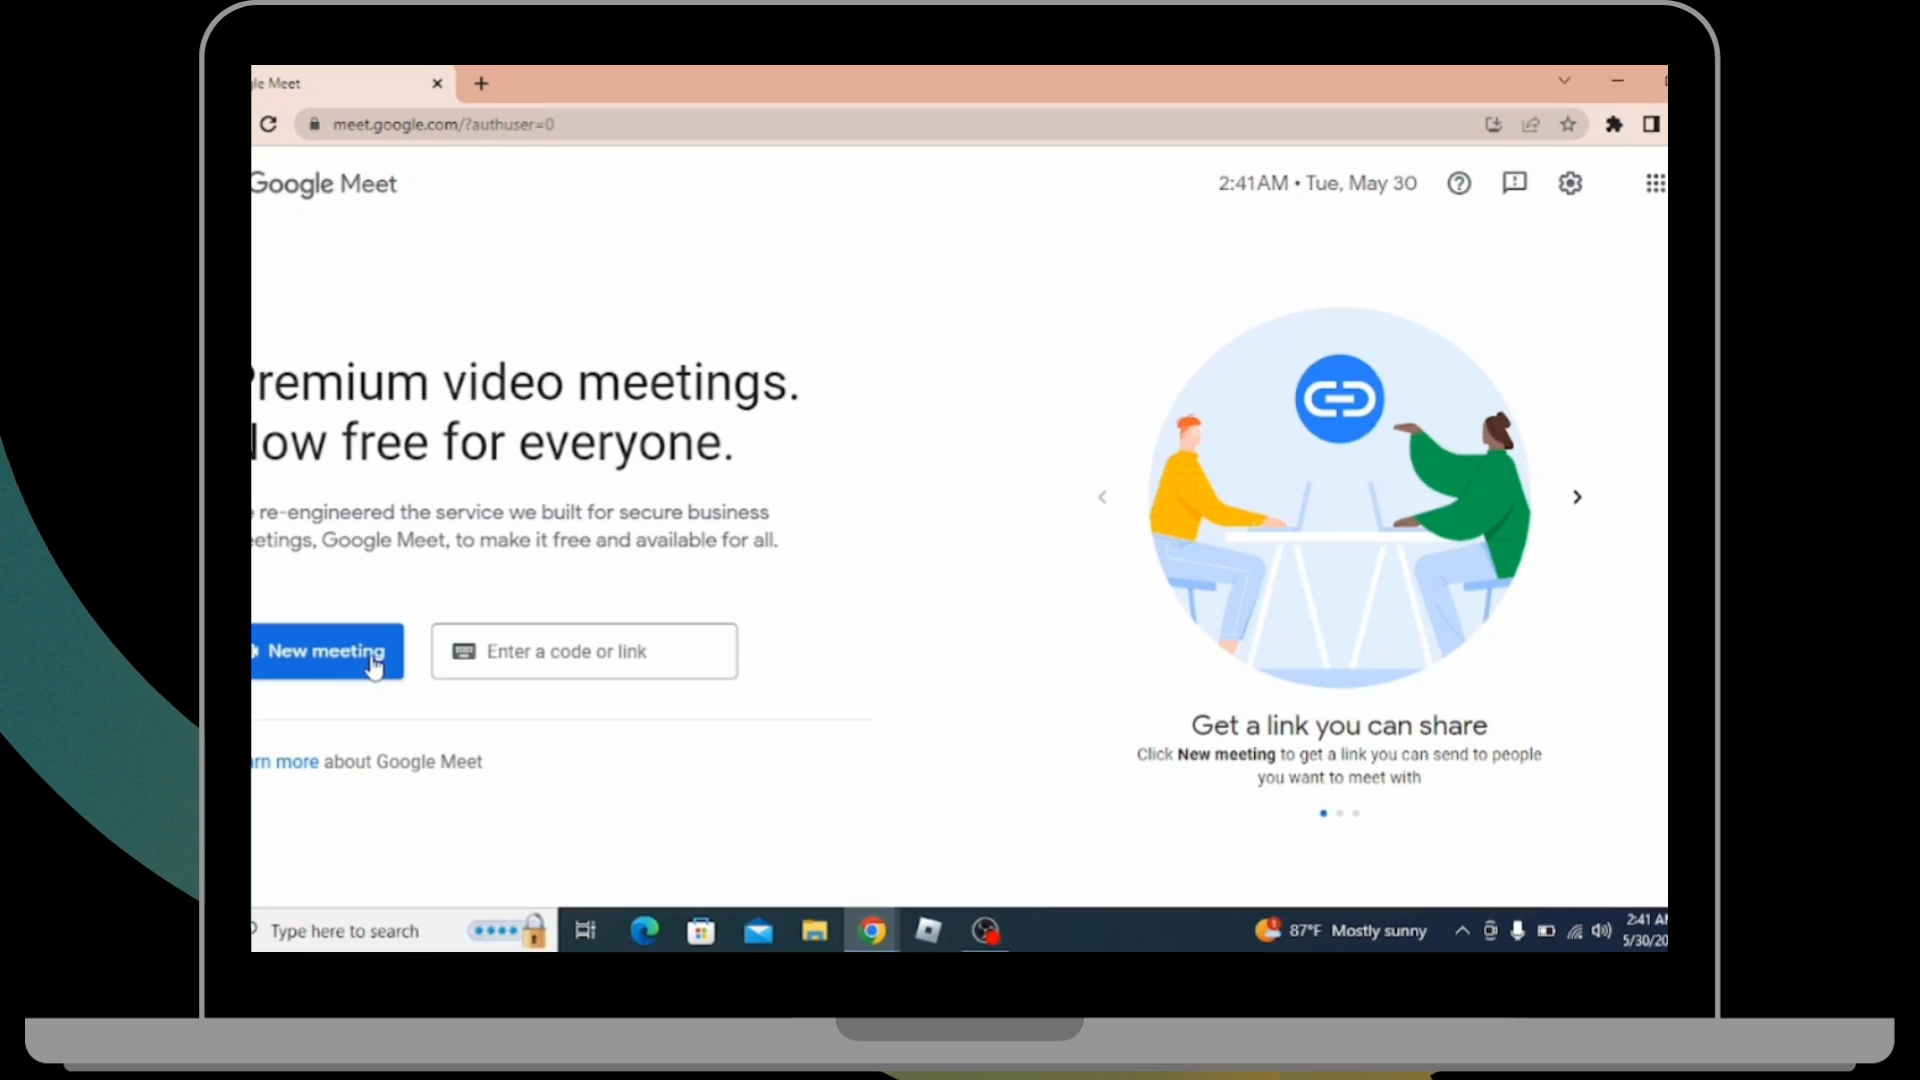 le Meet
meet.google.com/?authuser=0
Google Meet
2:41 AM • Tue, May 30
remium video meetings.
ow free for everyone.
re-engineered the service we built for secure business
etings, Google Meet, to make it free and available for all.
New meeting
Enter a code or link
rn more about Google Meet
Get a link you can share
Click New meeting to get a link you can send to people
you want to meet with
Type here to search
87°F Mostly sunny
2:41 A
5/30/20